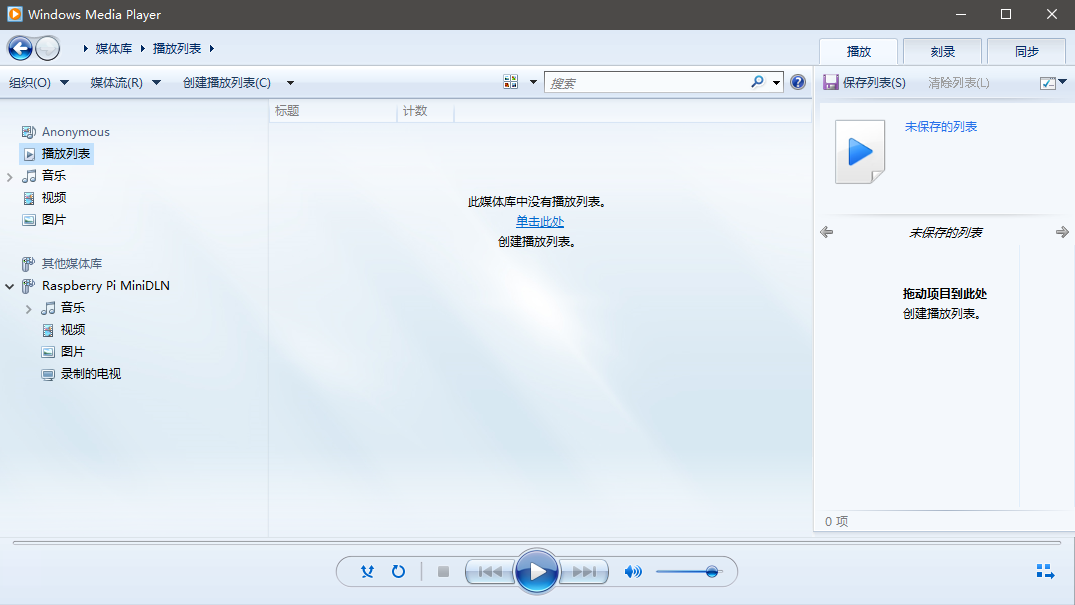 Windows Media Player
媒体库 播放列表
播放 刻录 同步
组织(O) 媒体流(R) 创建播放列表(C) 搜索 保存列表(S) 清除列表(L)
标题 计数
Anonymous
播放列表
音乐
视频
图片
其他媒体库
Raspberry Pi MiniDLN
音乐
视频
图片
录制的电视
此媒体库中没有播放列表。
单击此处
创建播放列表。
未保存的列表
未保存的列表
拖动项目到此处
创建播放列表。
0 项